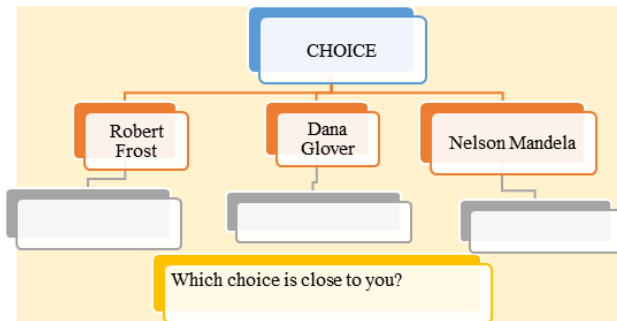 CHOICE
Robert
Frost
Dana
Glover
Nelson Mandela
Which choice is close to you?